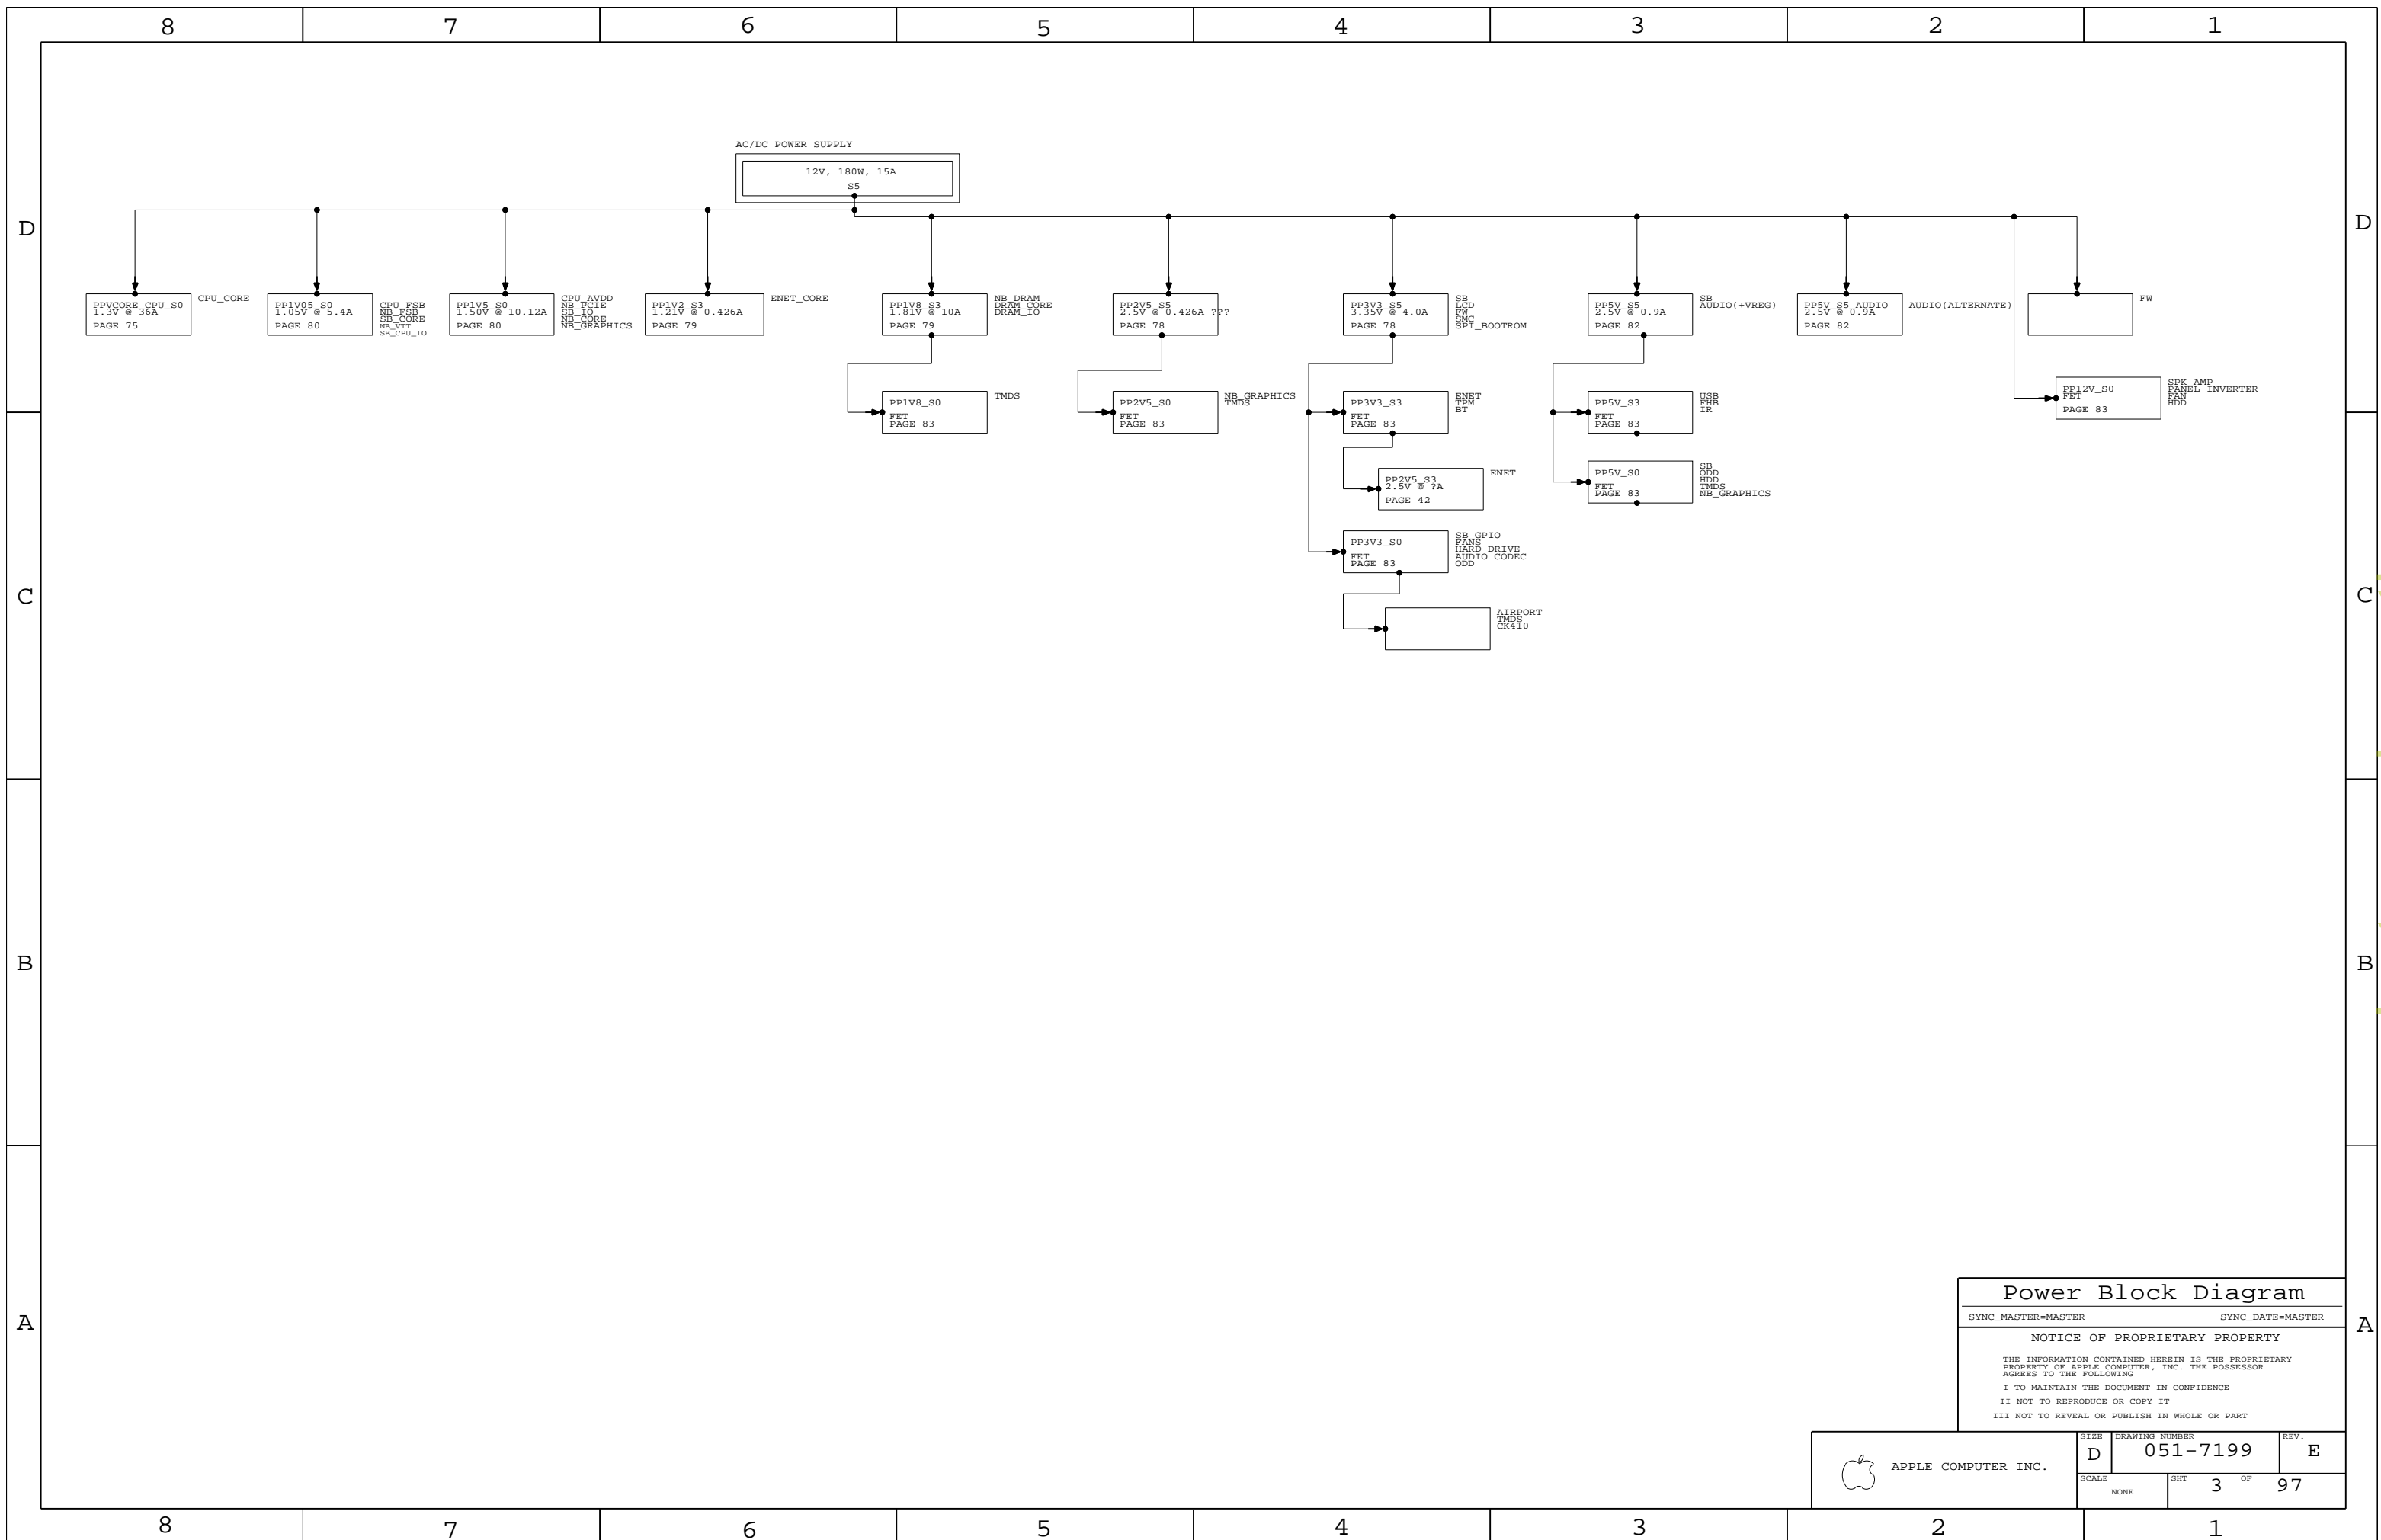 8 7 6 5 4 3 2 1
AC/DC POWER SUPPLY
12V, 180W, 15A
S5
D D
PPVCORE_CPU_S0
1.3V @ 36A
PAGE 75
CPU_CORE
PP1V05_S0
1.05V @ 5.4A
PAGE 80
CPU_FSB
NB_FSB
SB_CORE
NB_VTT
SB_CPU_IO
PP1V5_S0
1.50V @ 10.12A
PAGE 80
CPU_AVDD
NB_PCIE
SB_IO
NB_CORE
NB_GRAPHICS
PP1V2_S3
1.21V @ 0.426A
PAGE 79
ENET_CORE
PP1V8_S3
1.81V @ 10A
PAGE 79
NB_DRAM
DRAM_CORE
DRAM_IO
PP2V5_S5
2.5V @ 0.426A ???
PAGE 78
PP3V3_S5
3.35V @ 4.0A
PAGE 78
SB
LCD
FW
SMC
SPI_BOOTROM
PP5V_S5
2.5V @ 0.9A
PAGE 82
SB
AUDIO(+VREG)
PP5V_S5_AUDIO
2.5V @ 0.9A
PAGE 82
AUDIO(ALTERNATE)
FW
PP1V8_S0
FET
PAGE 83
TMDS
PP2V5_S0
FET
PAGE 83
NB_GRAPHICS
TMDS
PP3V3_S3
FET
PAGE 83
ENET
TPM
BT
PP5V_S3
FET
PAGE 83
USB
FHB
IR
PP12V_S0
FET
PAGE 83
SPK_AMP
PANEL INVERTER
FAN
HDD
PP2V5_S3
2.5V @ ?A
PAGE 42
ENET
PP5V_S0
FET
PAGE 83
SB
ODD
HDD
TMDS
NB_GRAPHICS
PP3V3_S0
FET
PAGE 83
SB_GPIO
FANS
HARD DRIVE
AUDIO CODEC
ODD
AIRPORT
TMDS
CK410
C C
B B
A A
Power Block Diagram
SYNC_MASTER=MASTER SYNC_DATE=MASTER
NOTICE OF PROPRIETARY PROPERTY
THE INFORMATION CONTAINED HEREIN IS THE PROPRIETARY
PROPERTY OF APPLE COMPUTER, INC. THE POSSESSOR
AGREES TO THE FOLLOWING
I TO MAINTAIN THE DOCUMENT IN CONFIDENCE
II NOT TO REPRODUCE OR COPY IT
III NOT TO REVEAL OR PUBLISH IN WHOLE OR PART
APPLE COMPUTER INC.
SIZE DRAWING NUMBER REV.
D 051-7199 E
SCALE SHT OF
NONE 3 97
8 7 6 5 4 3 2 1